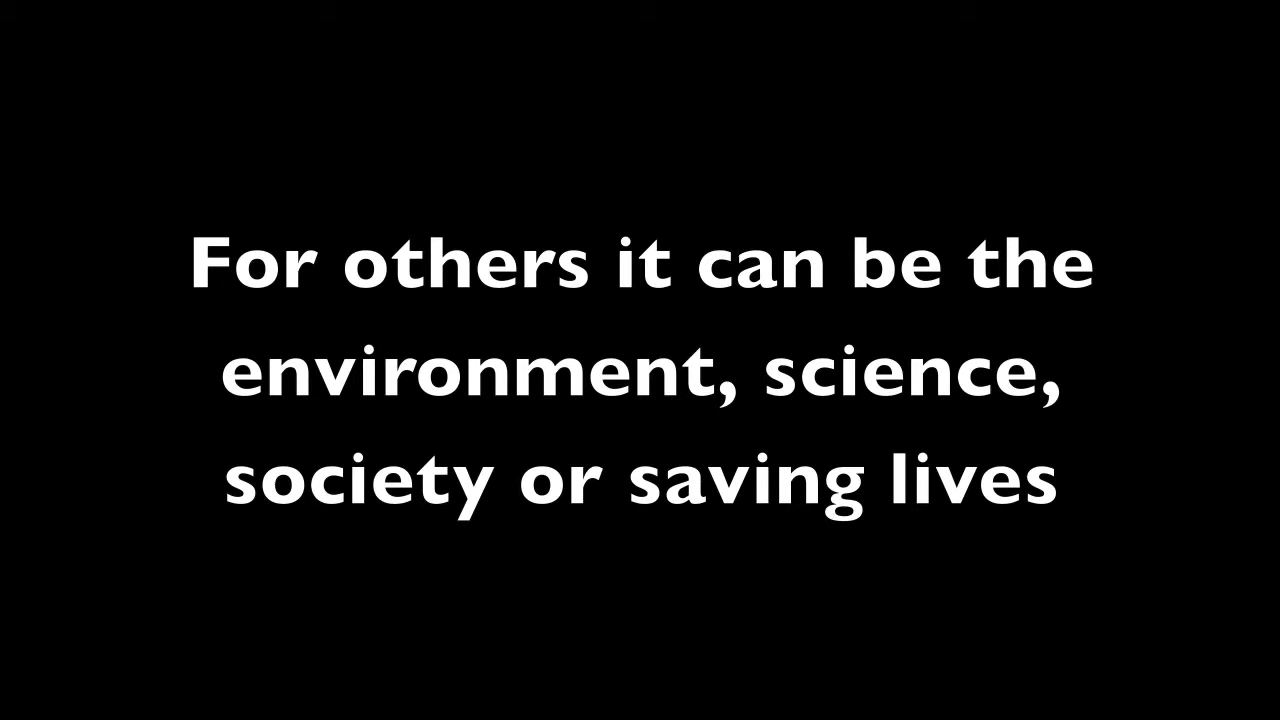 For others it can be the
environment, science,
society or saving lives